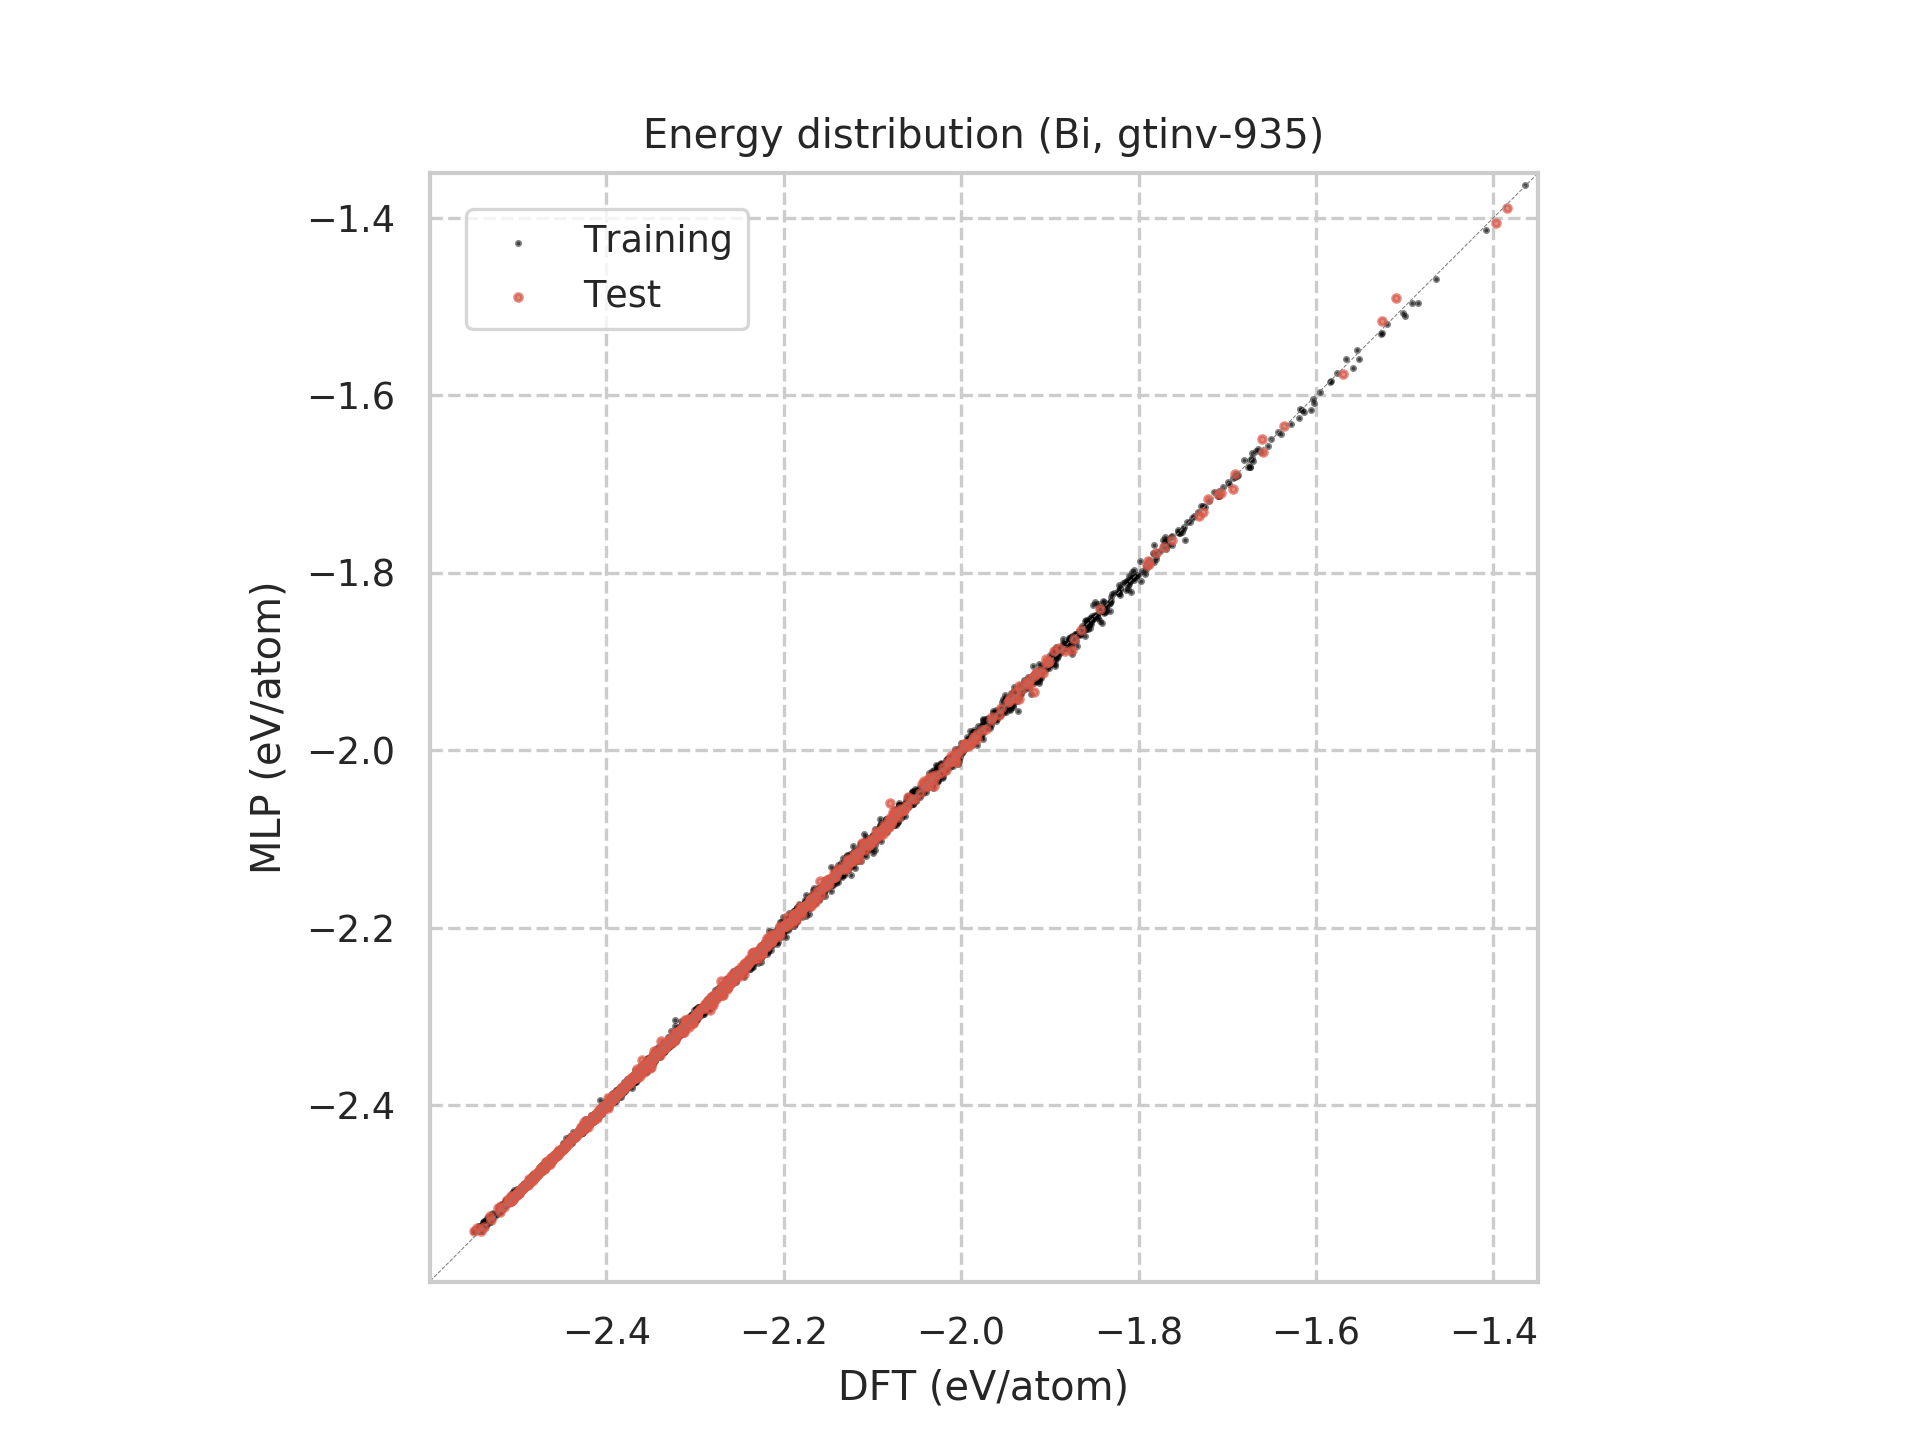 Energy distribution (Bi, gtinv-935)
Training
Test
−1.4
−1.6
−1.8
−2.0
−2.2
−2.4
MLP (eV/atom)
−2.4 −2.2 −2.0 −1.8 −1.6 −1.4
DFT (eV/atom)